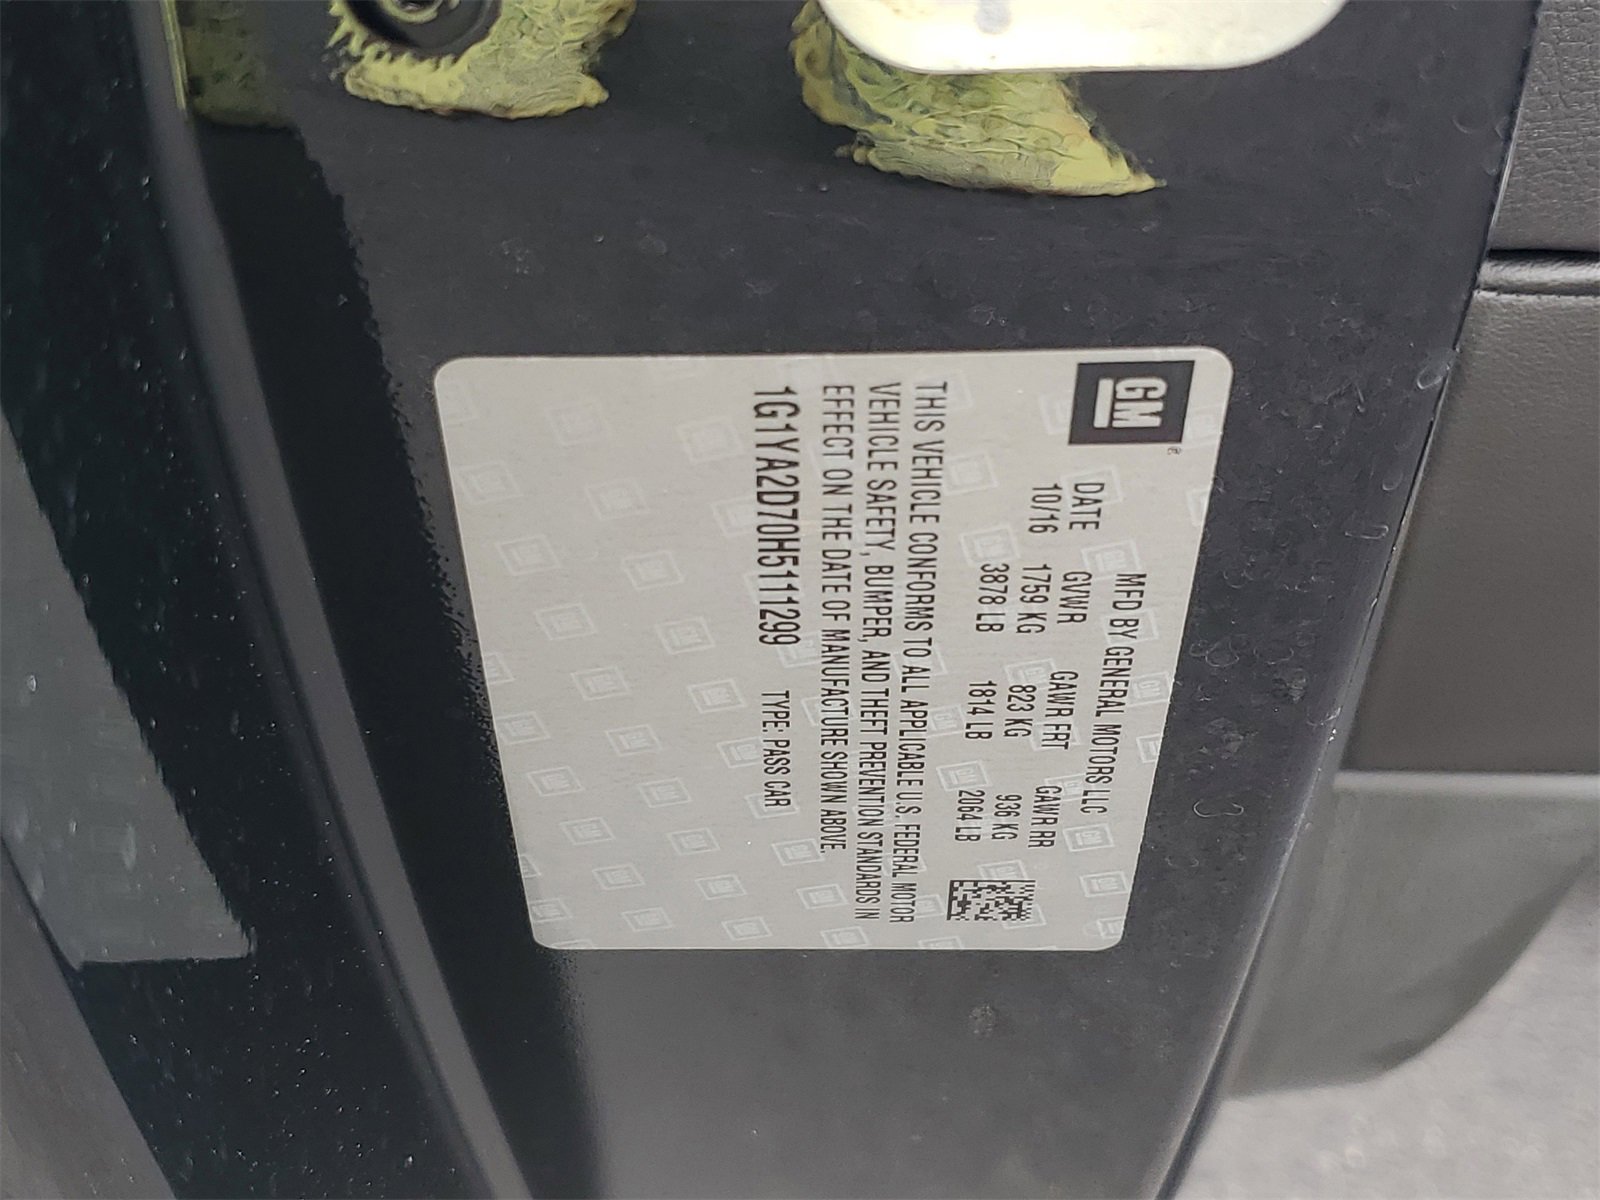 GM®
MFD BY GENERAL MOTORS LLC
DATE GVWR GAWR FRT GAWR RR
10/16 1759 KG 823 KG 936 KG
3878 LB 1814 LB 2064 LB
THIS VEHICLE CONFORMS TO ALL APPLICABLE U.S. FEDERAL MOTOR
VEHICLE SAFETY, BUMPER, AND THEFT PREVENTION STANDARDS IN
EFFECT ON THE DATE OF MANUFACTURE SHOWN ABOVE.
1G1YA2D70H5111299 TYPE: PASS CAR